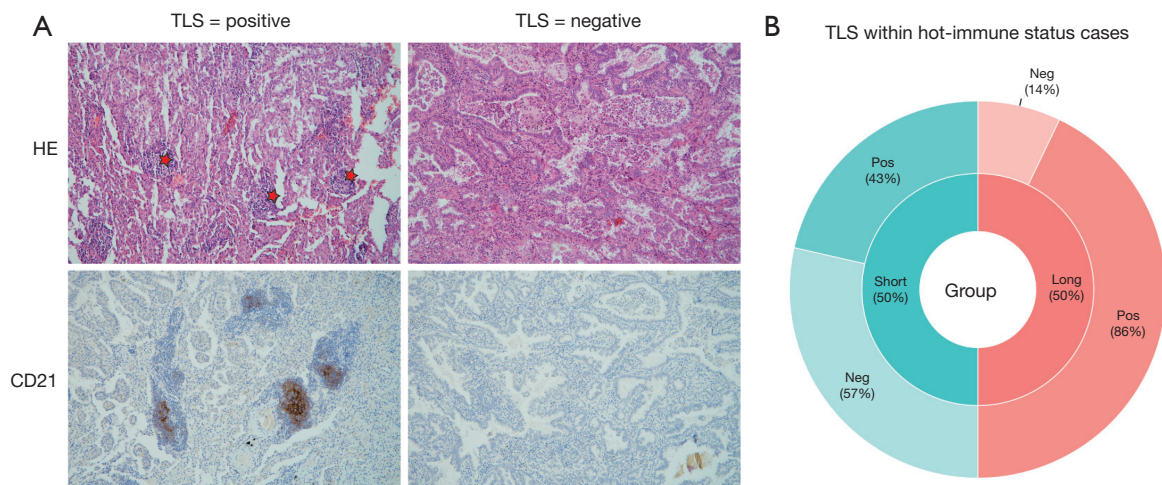 A
TLS = positive
TLS = negative
HE
CD21
B
TLS within hot-immune status cases
Neg
(14%)
Pos
(43%)
Short
(50%)
Group
Long
(50%)
Pos
(86%)
Neg
(57%)